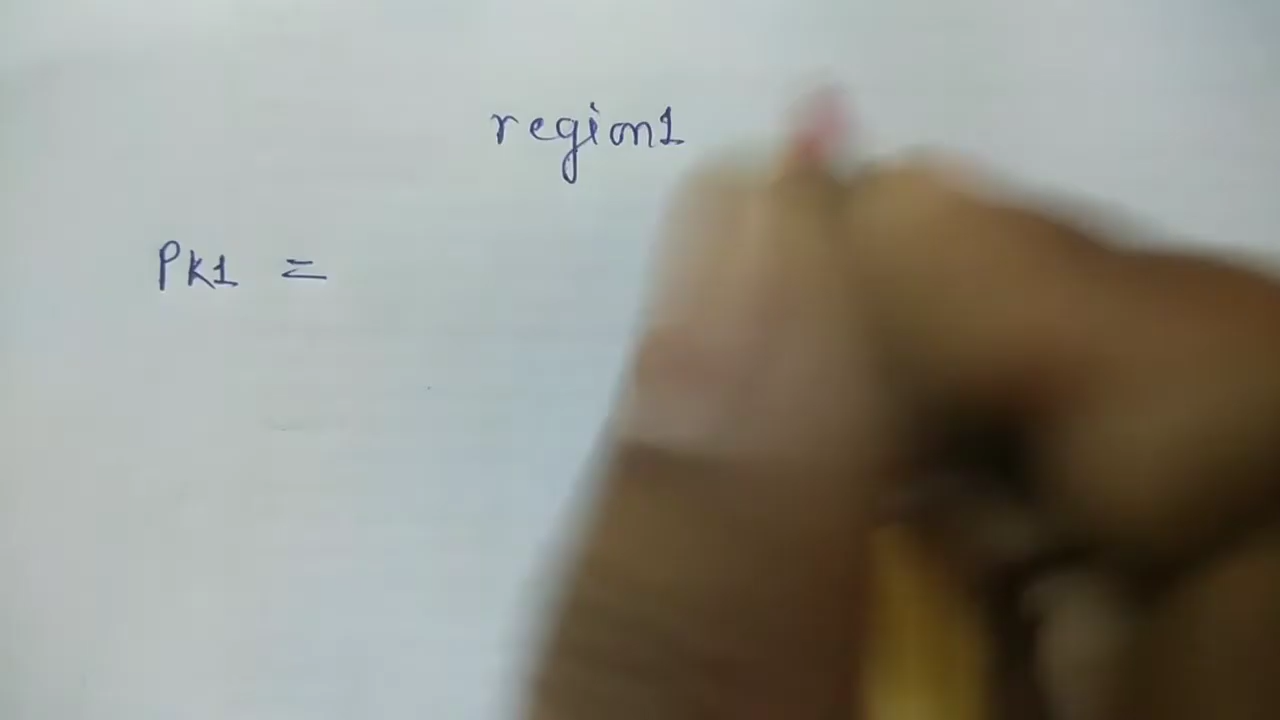 region1
PK1 =